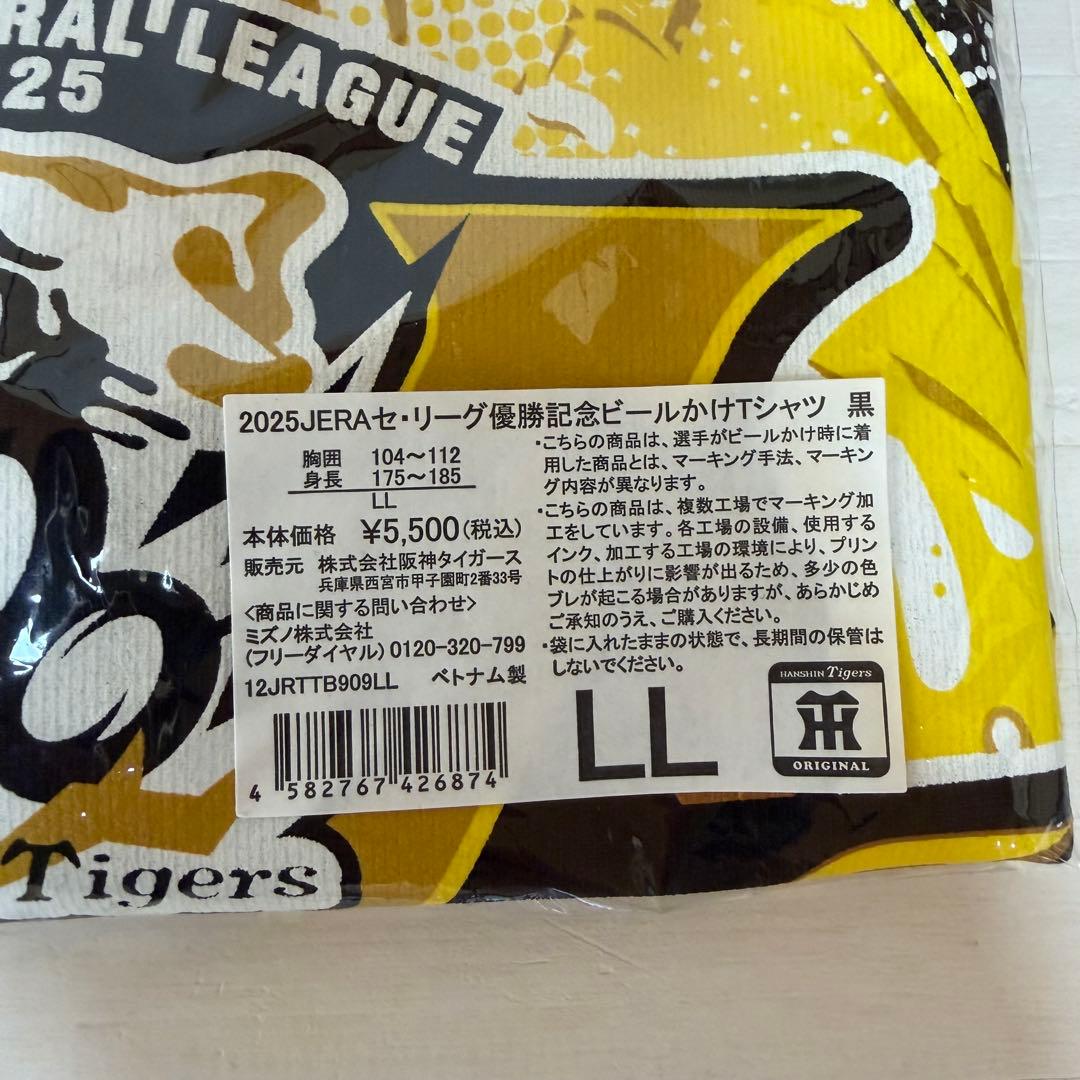 RAL LEAGUE
25
2025JERAセ・リーグ優勝記念ビールかけTシャツ 黒
胸囲 104〜112
身長 175〜185
LL
本体価格 ¥5,500(税込)
販売元 株式会社阪神タイガース
兵庫県西宮市甲子園町2番33号
<商品に関する問い合わせ>
ミズノ株式会社
(フリーダイヤル)0120-320-799
12JRTTB909LL ベトナム製
4 582767 426874
・こちらの商品は、選手がビールかけ時に着
用した商品とは、マーキング手法、マーキン
グ内容が異なります。
・こちらの商品は、複数工場でマーキング加
工をしています。各工場の設備、使用する
インク、加工する工場の環境により、プリン
トの仕上がりに影響が出るため、多少の色
ブレが起こる場合がありますが、あらかじめ
ご承知のうえ、ご購入ください。
・袋に入れたままの状態で、長期間の保管は
しないでください。
LL
HANSHIN Tigers
ORIGINAL
Tigers